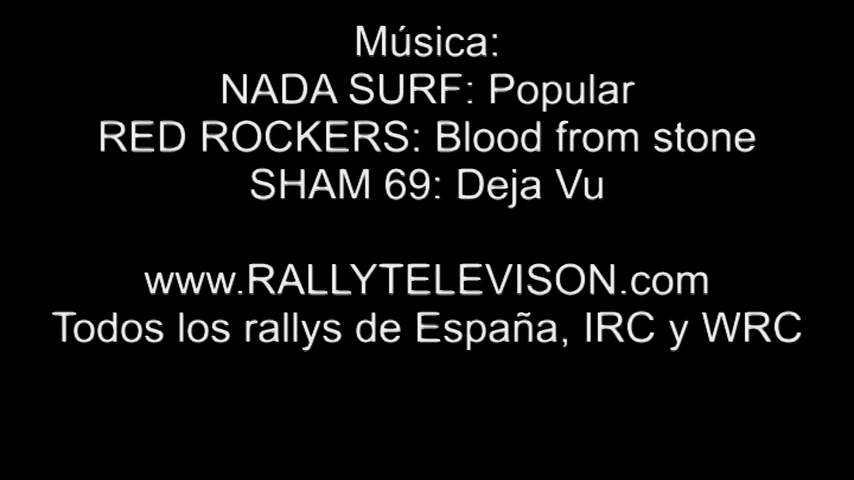 Música:
NADA SURF: Popular
RED ROCKERS: Blood from stone
SHAM 69: Deja Vu
www.RALLYTELEVISON.com
Todos los rallys de España, IRC y WRC